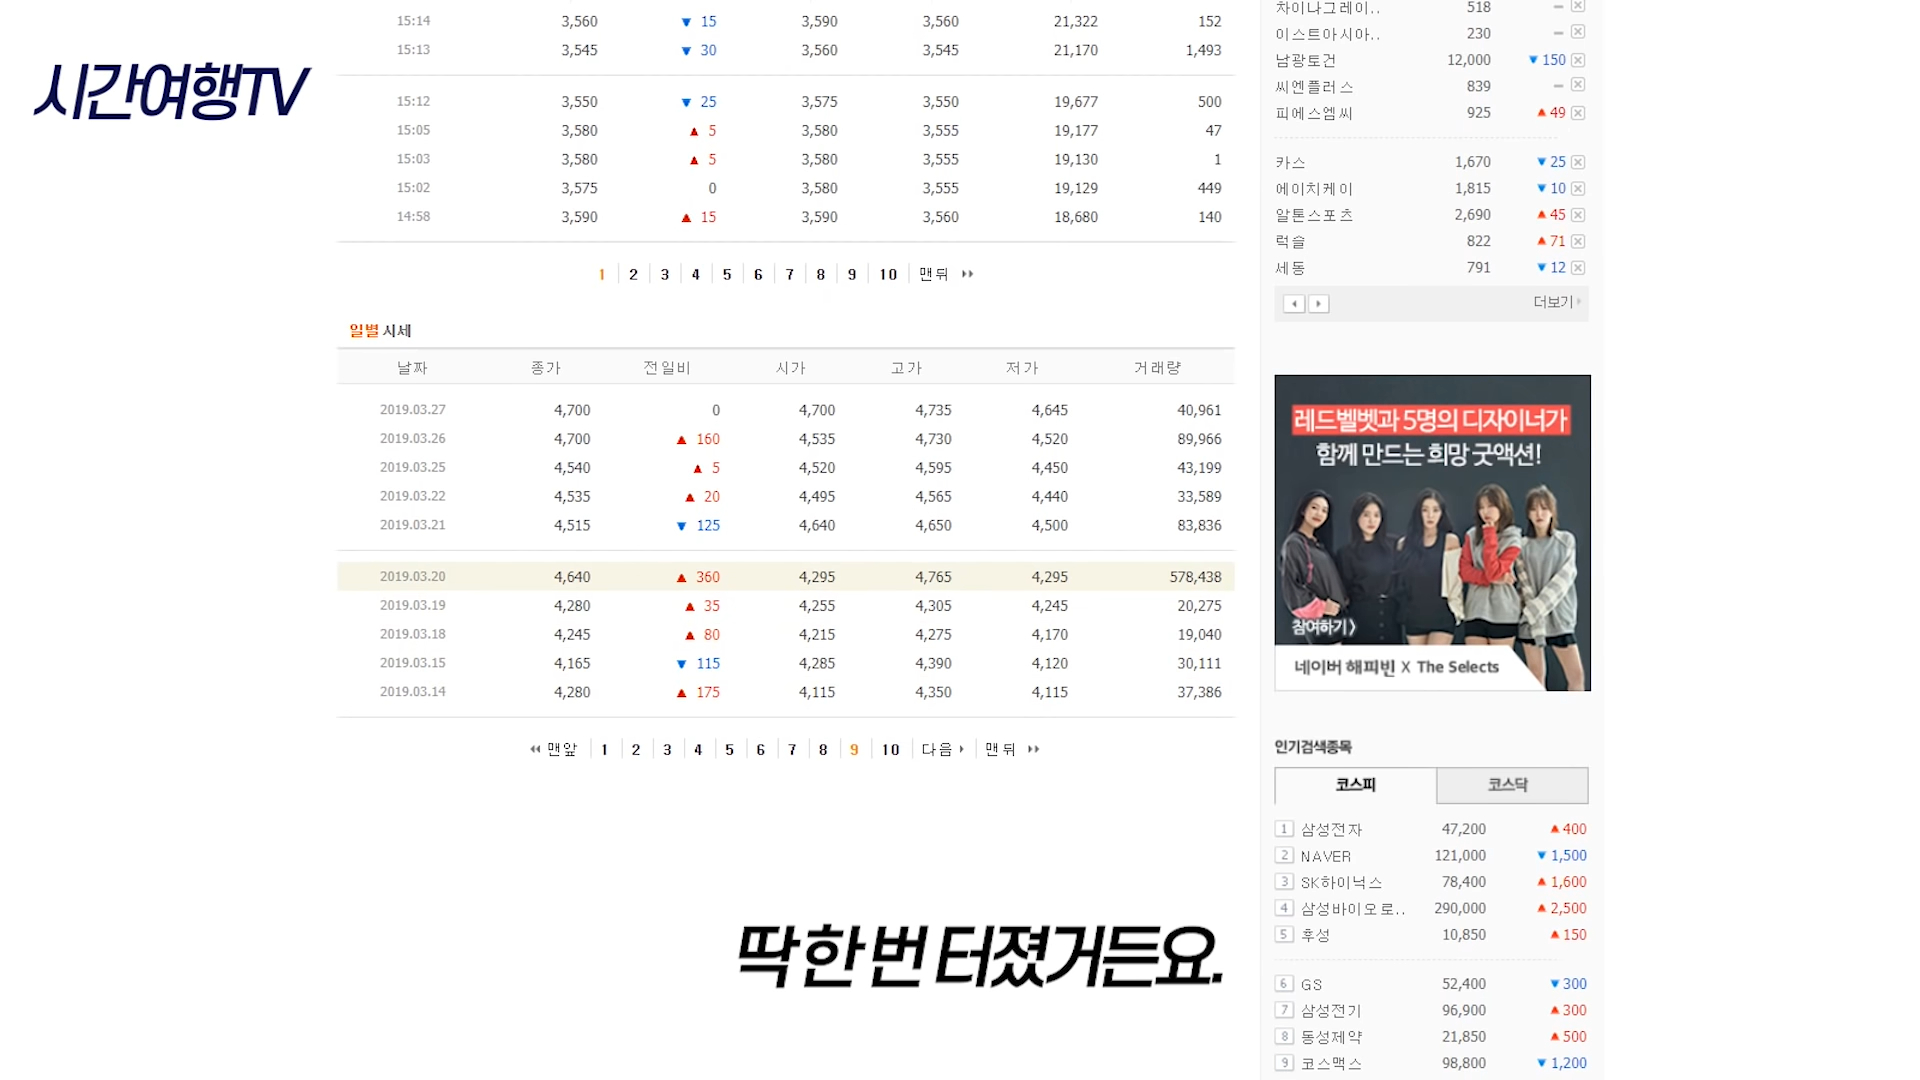 시간여행TV
15:14 3,560 ▼ 15 3,590 3,560 21,322 152
15:13 3,545 ▼ 30 3,560 3,545 21,170 1,493
15:12 3,550 ▼ 25 3,575 3,550 19,677 500
15:05 3,580 ▲ 5 3,580 3,555 19,177 47
15:03 3,580 ▲ 5 3,580 3,555 19,130 1
15:02 3,575 0 3,580 3,555 19,129 449
14:58 3,590 ▲ 15 3,590 3,560 18,680 140
1 2 3 4 5 6 7 8 9 10 맨뒤
일별 시세
날짜 종가 전일비 시가 고가 저가 거래량
2019.03.27 4,700 0 4,700 4,735 4,645 40,961
2019.03.26 4,700 ▲ 160 4,535 4,730 4,520 89,966
2019.03.25 4,540 ▲ 5 4,520 4,595 4,450 43,199
2019.03.22 4,535 ▲ 20 4,495 4,565 4,440 33,589
2019.03.21 4,515 ▼ 125 4,640 4,650 4,500 83,836
2019.03.20 4,640 ▲ 360 4,295 4,765 4,295 578,438
2019.03.19 4,280 ▲ 35 4,255 4,305 4,245 20,275
2019.03.18 4,245 ▲ 80 4,215 4,275 4,170 19,040
2019.03.15 4,165 ▼ 115 4,285 4,390 4,120 30,111
2019.03.14 4,280 ▲ 175 4,115 4,350 4,115 37,386
맨앞 1 2 3 4 5 6 7 8 9 10 다음 맨뒤
딱 한 번 터졌거든요.
차이나그레이.. 518 –
이스트아시아.. 230 –
남광토건 12,000 ▼ 150
씨엔플러스 839 –
피에스엠씨 925 ▲ 49
카스 1,670 ▼ 25
에이치케이 1,815 ▼ 10
알톤스포츠 2,690 ▲ 45
럭슬 822 ▲ 71
세동 791 ▼ 12
더보기
레드벨벳과 5명의 디자이너가
함께 만드는 희망 굿액션!
참여하기 〉
네이버 해피빈 X The Selects
인기검색종목
코스피 코스닥
1 삼성전자 47,200 ▲ 400
2 NAVER 121,000 ▼ 1,500
3 SK하이닉스 78,400 ▲ 1,600
4 삼성바이오로.. 290,000 ▲ 2,500
5 후성 10,850 ▲ 150
6 GS 52,400 ▼ 300
7 삼성전기 96,900 ▲ 300
8 동성제약 21,850 ▲ 500
9 코스맥스 98,800 ▼ 1,200